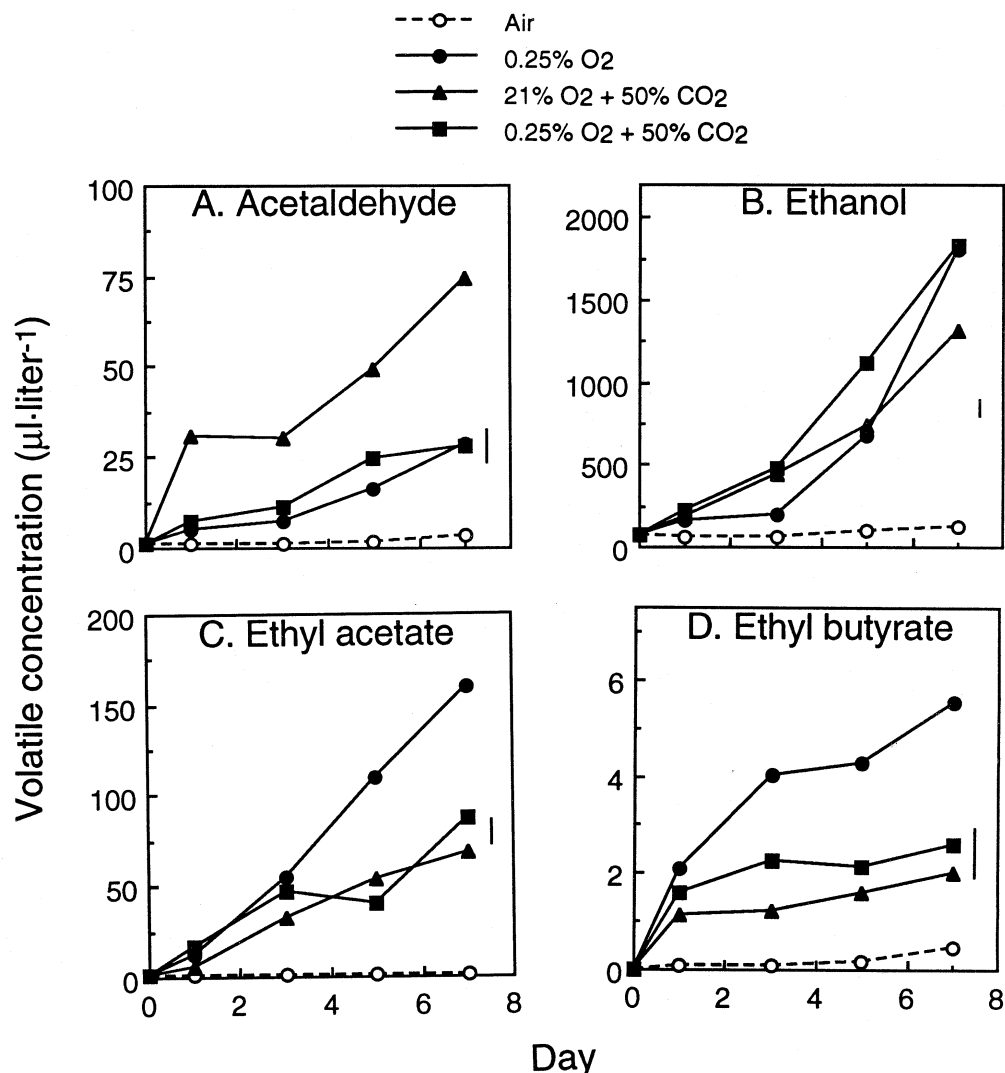 Air
0.25% O2
21% O2 + 50% CO2
0.25% O2 + 50% CO2
Volatile concentration (µl·liter-1)
A. Acetaldehyde
100
75
50
25
0
B. Ethanol
2000
1500
1000
500
0
C. Ethyl acetate
200
150
100
50
0
0 2 4 6 8
D. Ethyl butyrate
6
4
2
0
0 2 4 6 8
Day